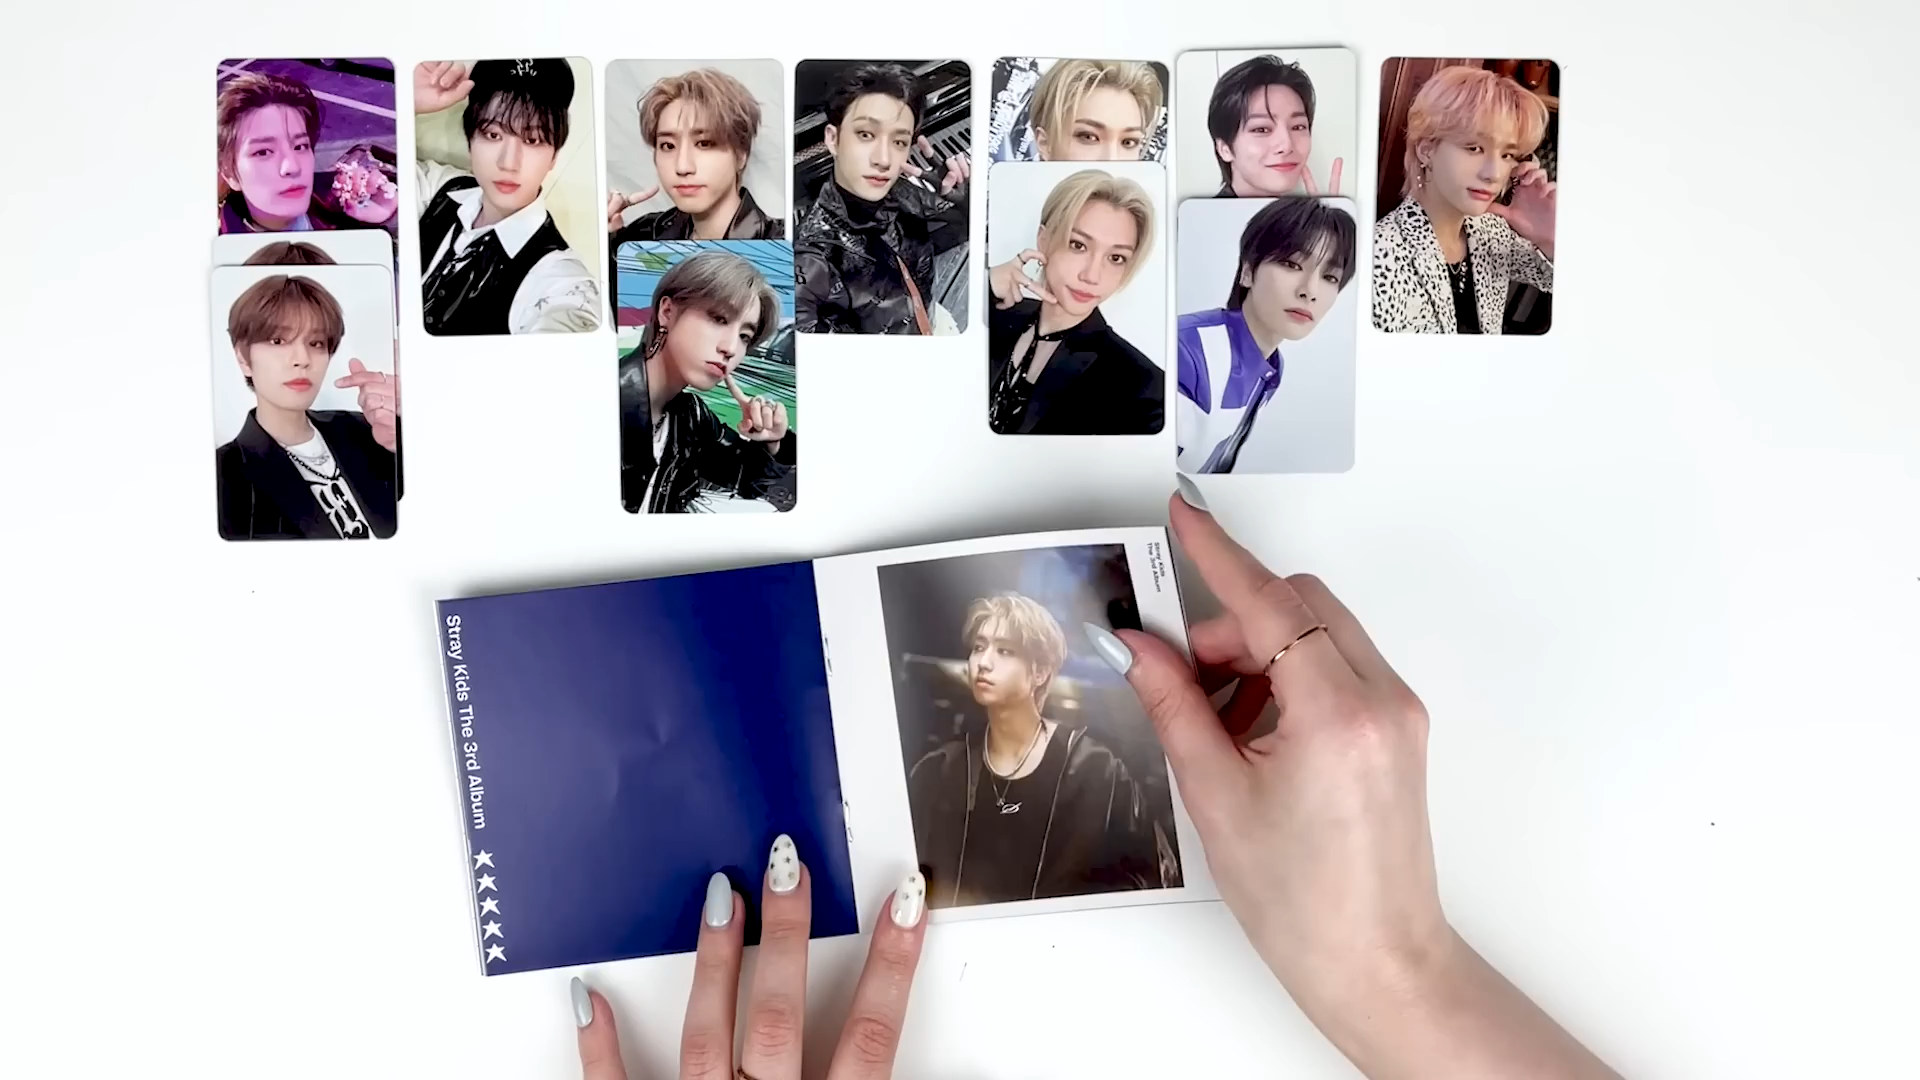 Stray Kids
The 3rd Album
Stray Kids The 3rd Album ★★★★★